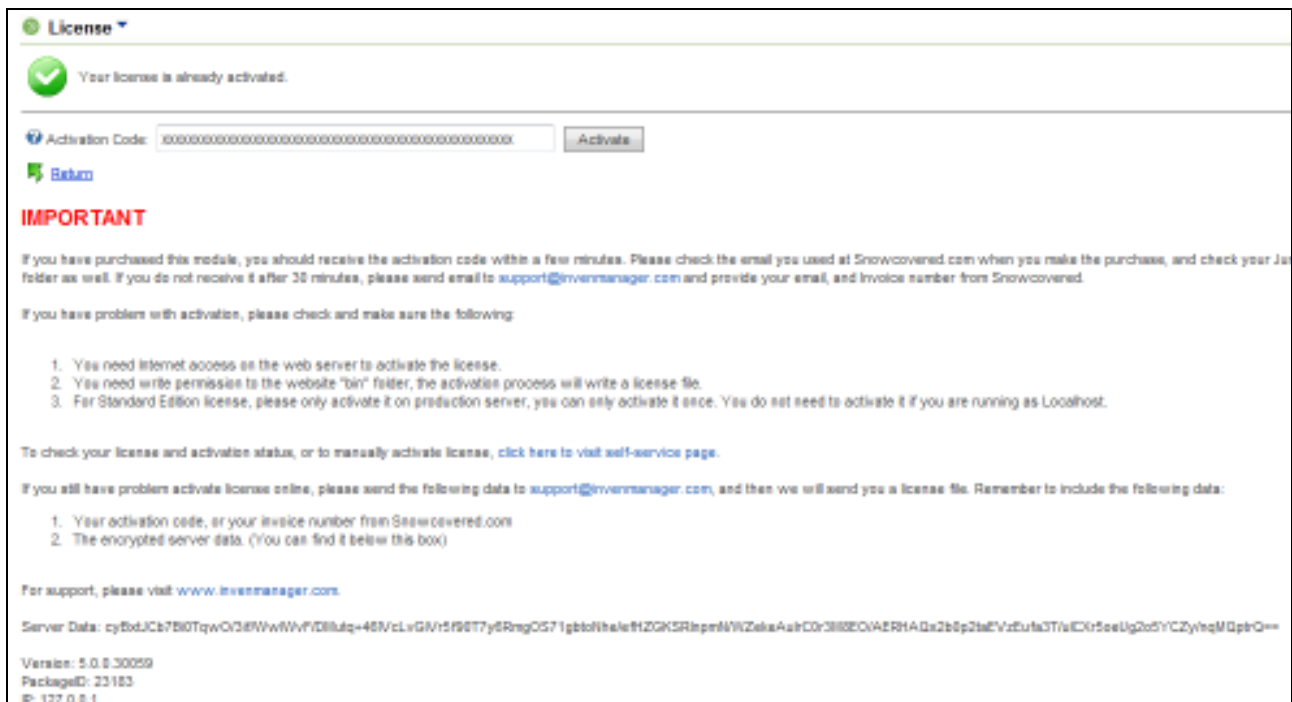 License
Your license is already activated.
Activation Code: Activate
Return
IMPORTANT
If you have purchased this module, you should receive the activation code within a few minutes. Please check the email you used at Snowcovered.com when you make the purchase, and check your
folder as well. If you do not receive it after 30 minutes, please send email to support@invenmanager.com and provide your email, and Invoice number from Snowcovered.
If you have problem with activation, please check and make sure the following:
1. You need Internet access on the web server to activate the license.
2. You need write permission to the website "bin" folder, the activation process will write a license file.
3. For Standard Edition license, please only activate it on production server, you can only activate it once. You do not need to activate it if you are running as Localhost.
To check your license and activation status, or to manually activate license, click here to visit self-service page.
If you still have problem activate license online, please send the following data to support@invenmanager.com, and then we will send you a license file. Remember to include the following data:
1. Your activation code, or your invoice number from Snowcovered.com
2. The encrypted server data. (You can find it below this box)
For support, please visit www.invenmanager.com.
Server Data:
Version: 5.0.0.30059
PackageID: 23183
IP: 127.0.0.1